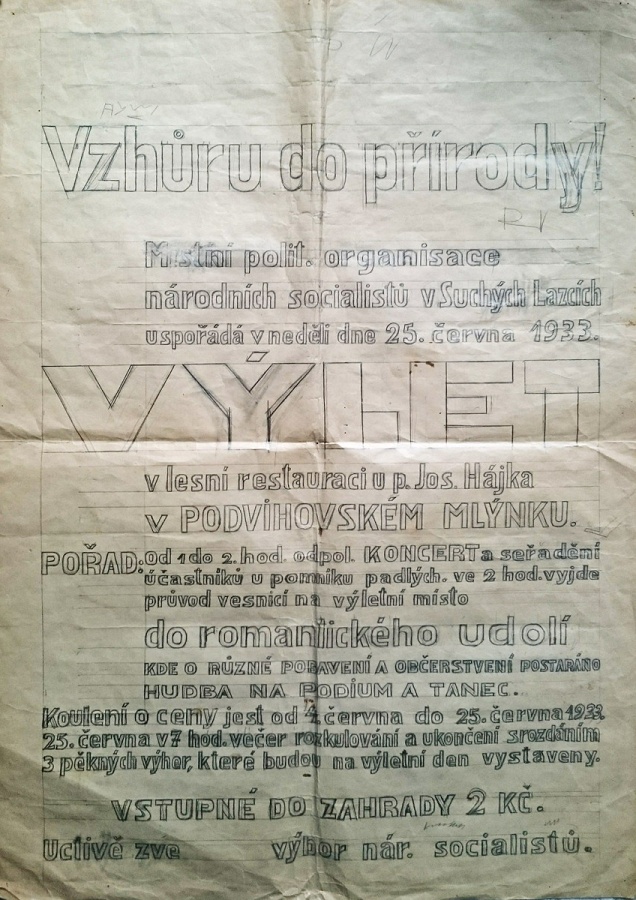 Vzhůru do přírody!
Místní polit. organisace
národních socialistů v Suchých Lazcích
uspořádá v neděli dne 25. června 1933.
VÝLET
v lesní restauraci u p. Jos. Hájka
v PODVÍHOVSKÉM MLÝNKU.
POŘAD: od 1 do 2. hod. odpol. KONCERT a seřadění
účastníků u pomníku padlých. ve 2 hod. vyjde
průvod vesnicí na výletní místo
do romantického udolí
KDE O RŮZNÉ POBAVENÍ A OBČERSTVENÍ POSTARÁNO
HUDBA NA PODIUM A TANEC.
Koulení o ceny jest od 4. června do 25. června 1933.
25. června v 7 hod. večer rozkulování a ukončení s rozdáním
3 pěkných výher, které budou na výletní den vystaveny.
VSTUPNÉ DO ZAHRADY 2 KČ.
Uctivě zve výbor nár. socialistů.